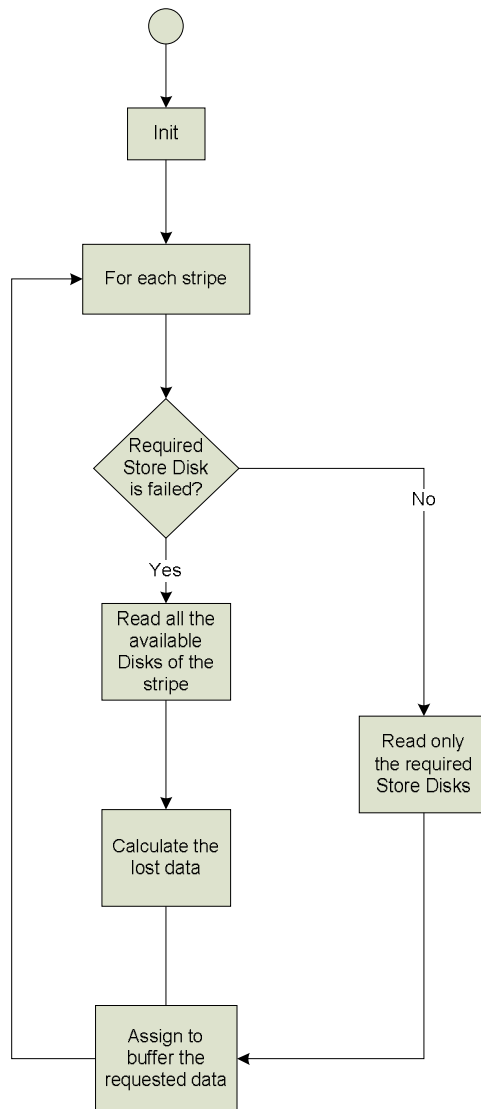 Init
For each stripe
Required
Store Disk
is failed?
No
Yes
Read all the
available
Disks of the
stripe
Read only
the required
Store Disks
Calculate the
lost data
Assign to
buffer the
requested data